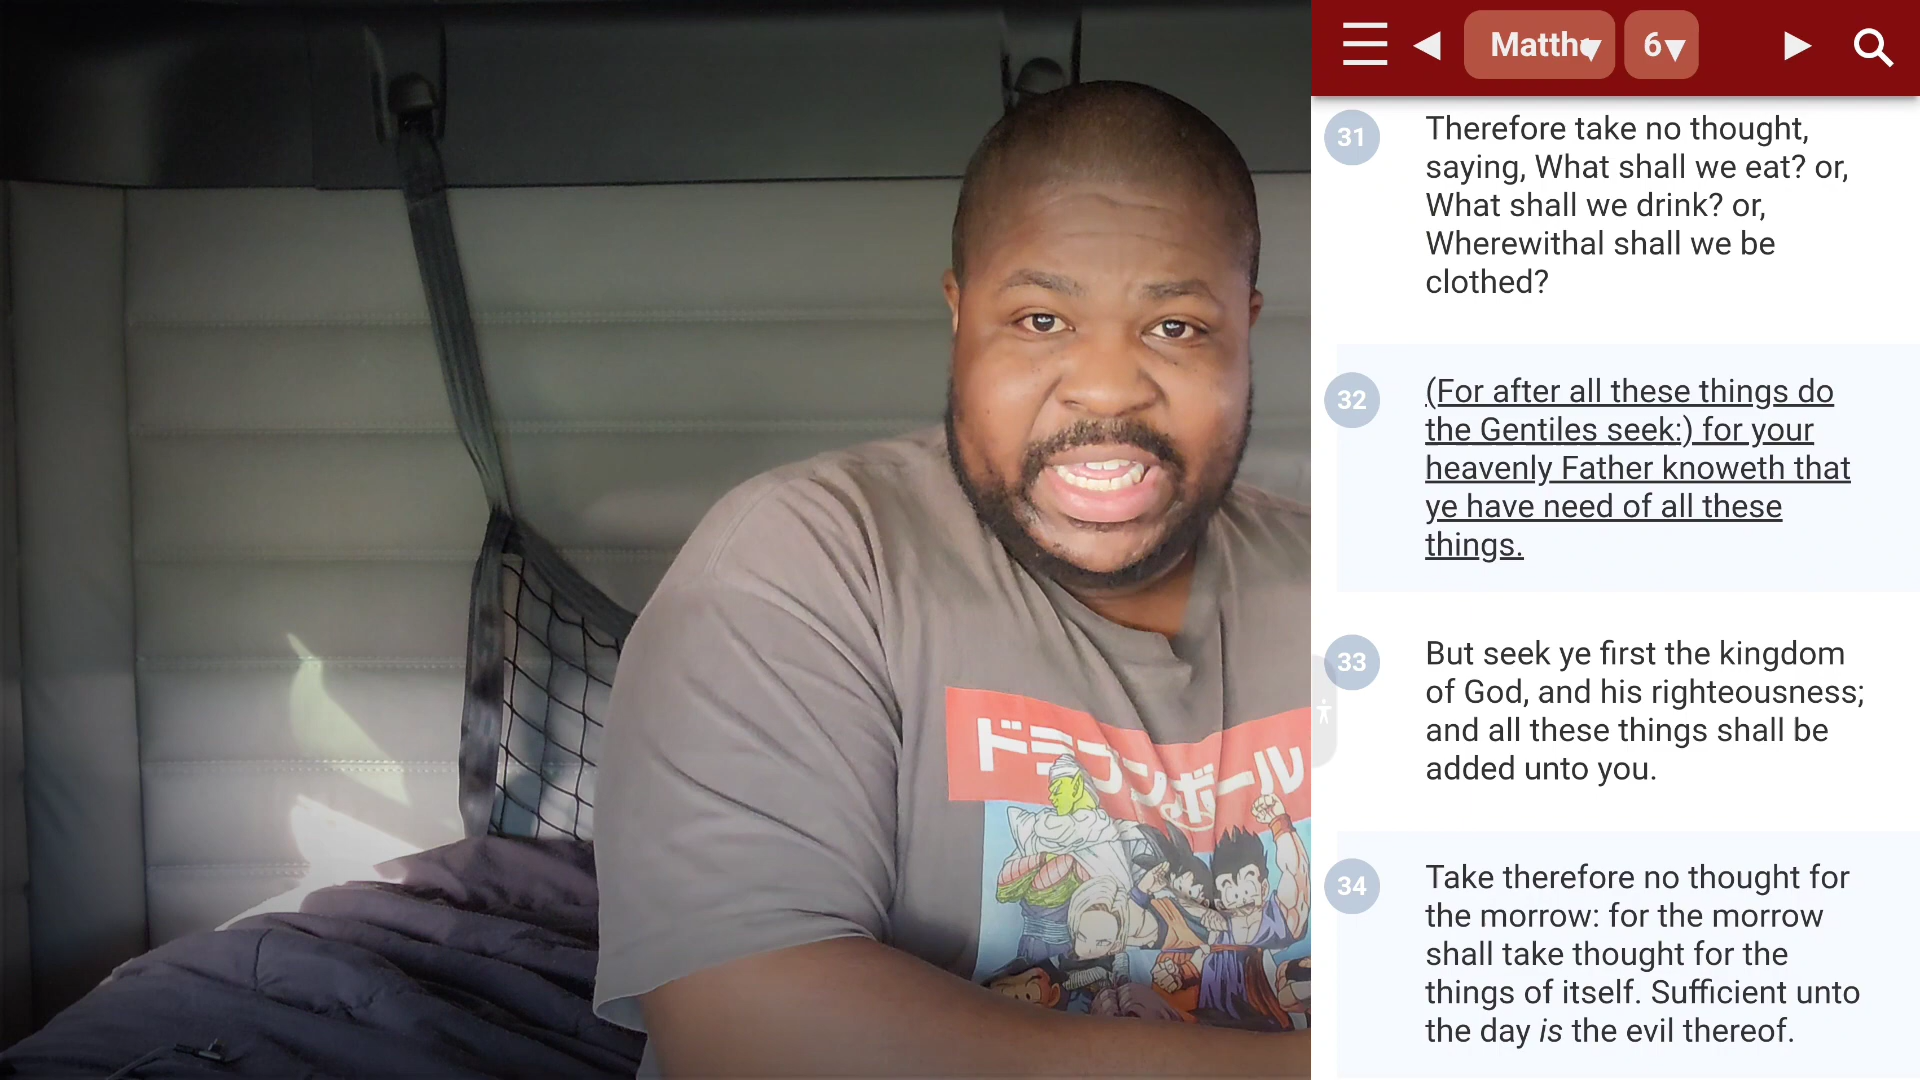 ドラゴンボール
Matthe
6
31
Therefore take no thought,
saying, What shall we eat? or,
What shall we drink? or,
Wherewithal shall we be
clothed?
32
(For after all these things do
the Gentiles seek:) for your
heavenly Father knoweth that
ye have need of all these
things.
33
But seek ye first the kingdom
of God, and his righteousness;
and all these things shall be
added unto you.
34
Take therefore no thought for
the morrow: for the morrow
shall take thought for the
things of itself. Sufficient unto
the day is the evil thereof.